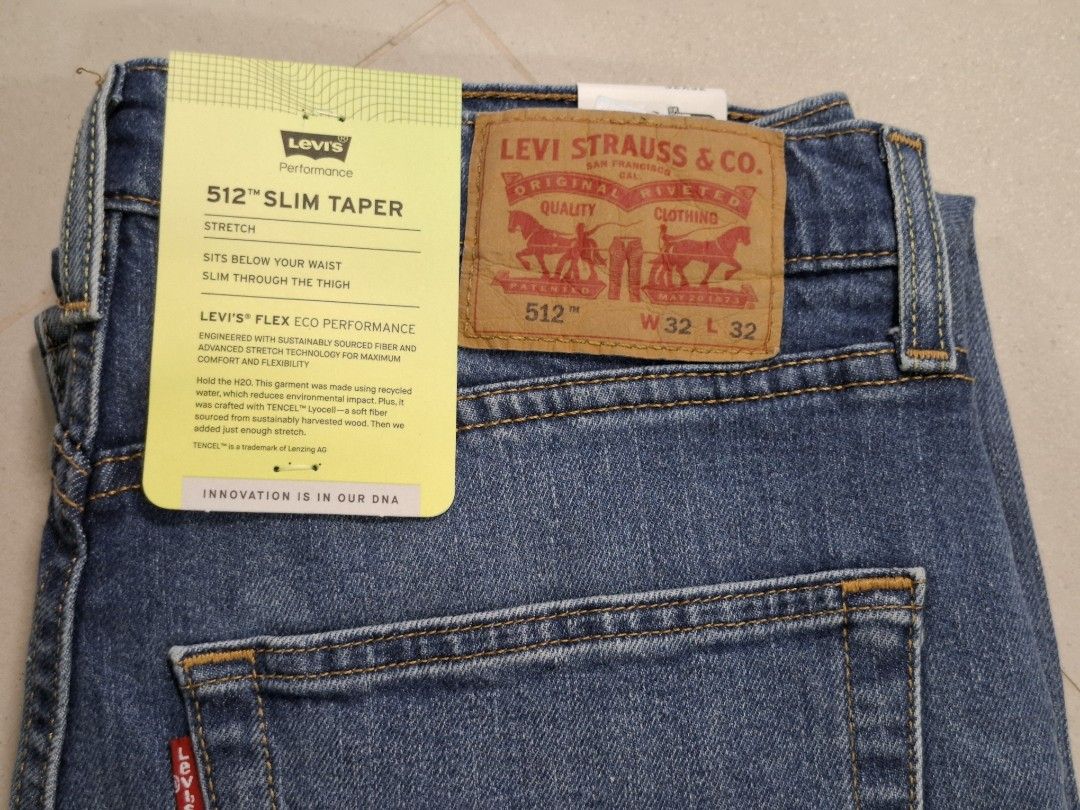 LEVI'S
Performance
512™ SLIM TAPER
STRETCH
SITS BELOW YOUR WAIST
SLIM THROUGH THE THIGH
LEVI'S® FLEX ECO PERFORMANCE
ENGINEERED WITH SUSTAINABLY SOURCED FIBER AND
ADVANCED STRETCH TECHNOLOGY FOR MAXIMUM
COMFORT AND FLEXIBILITY
Hold the H2O. This garment was made using recycled
water, which reduces environmental impact. Plus, it
was crafted with TENCEL™ Lyocell—a soft fiber
sourced from sustainably harvested wood. Then we
added just enough stretch.
TENCEL™ is a trademark of Lenzing AG
INNOVATION IS IN OUR DNA
LEVI STRAUSS & CO.
SAN FRANCISCO
CAL.
ORIGINAL RIVETED
QUALITY CLOTHING
PATENTED MAY 20 1873
512™ W 32 L 32
Levi's